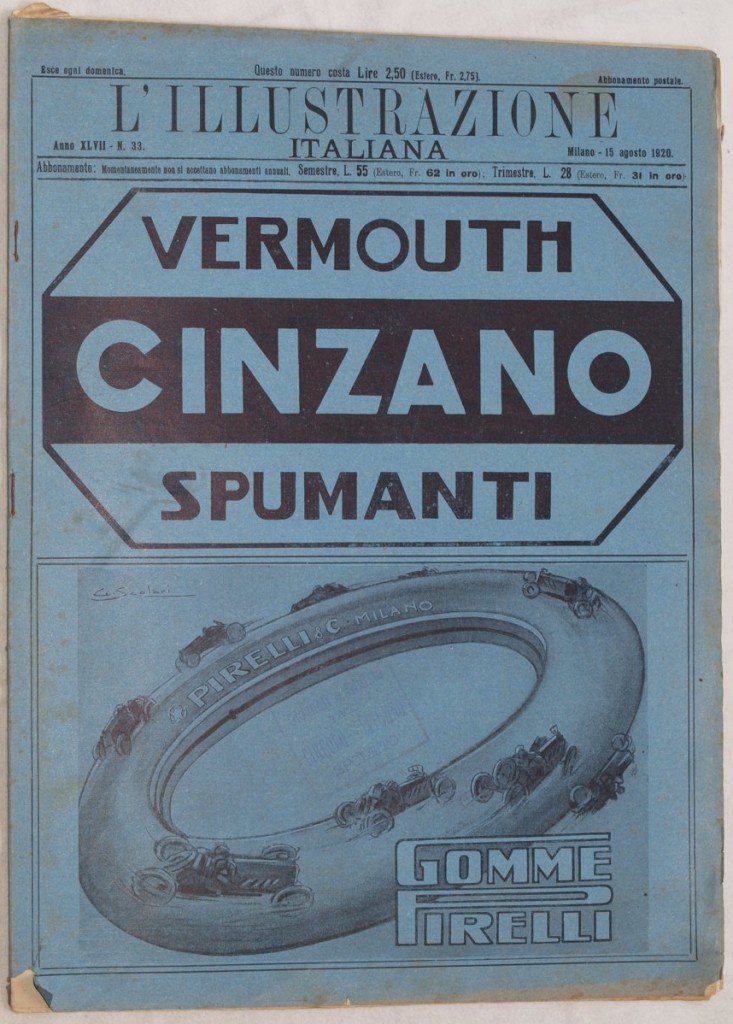 Esce ogni domenica.
Questo numero costa Lire 2,50 (Estero, Fr. 2,75).
Abbonamento postale.
L'ILLUSTRAZIONE
ITALIANA
Anno XLVII - N. 33.
Milano - 15 agosto 1920.
Abbonamento: Momentaneamente non si accettano abbonamenti annuali. Semestre, L. 55 (Estero, Fr. 62 in oro); Trimestre, L. 28 (Estero, Fr. 31 in oro).
VERMOUTH
CINZANO
SPUMANTI
PIRELLI & C MILANO
GOMME
PIRELLI